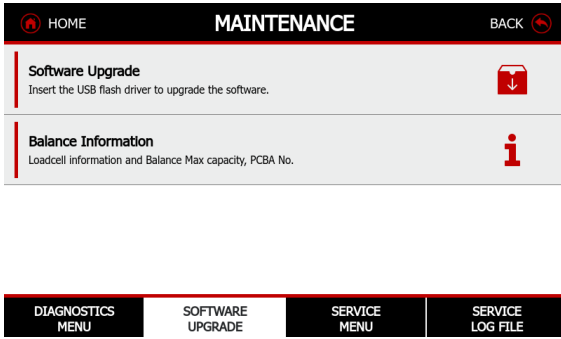 HOME
MAINTENANCE
BACK
Software Upgrade
Insert the USB flash driver to upgrade the software.
Balance Information
Loadcell information and Balance Max capacity, PCBA No.
DIAGNOSTICS
MENU
SOFTWARE
UPGRADE
SERVICE
MENU
SERVICE
LOG FILE